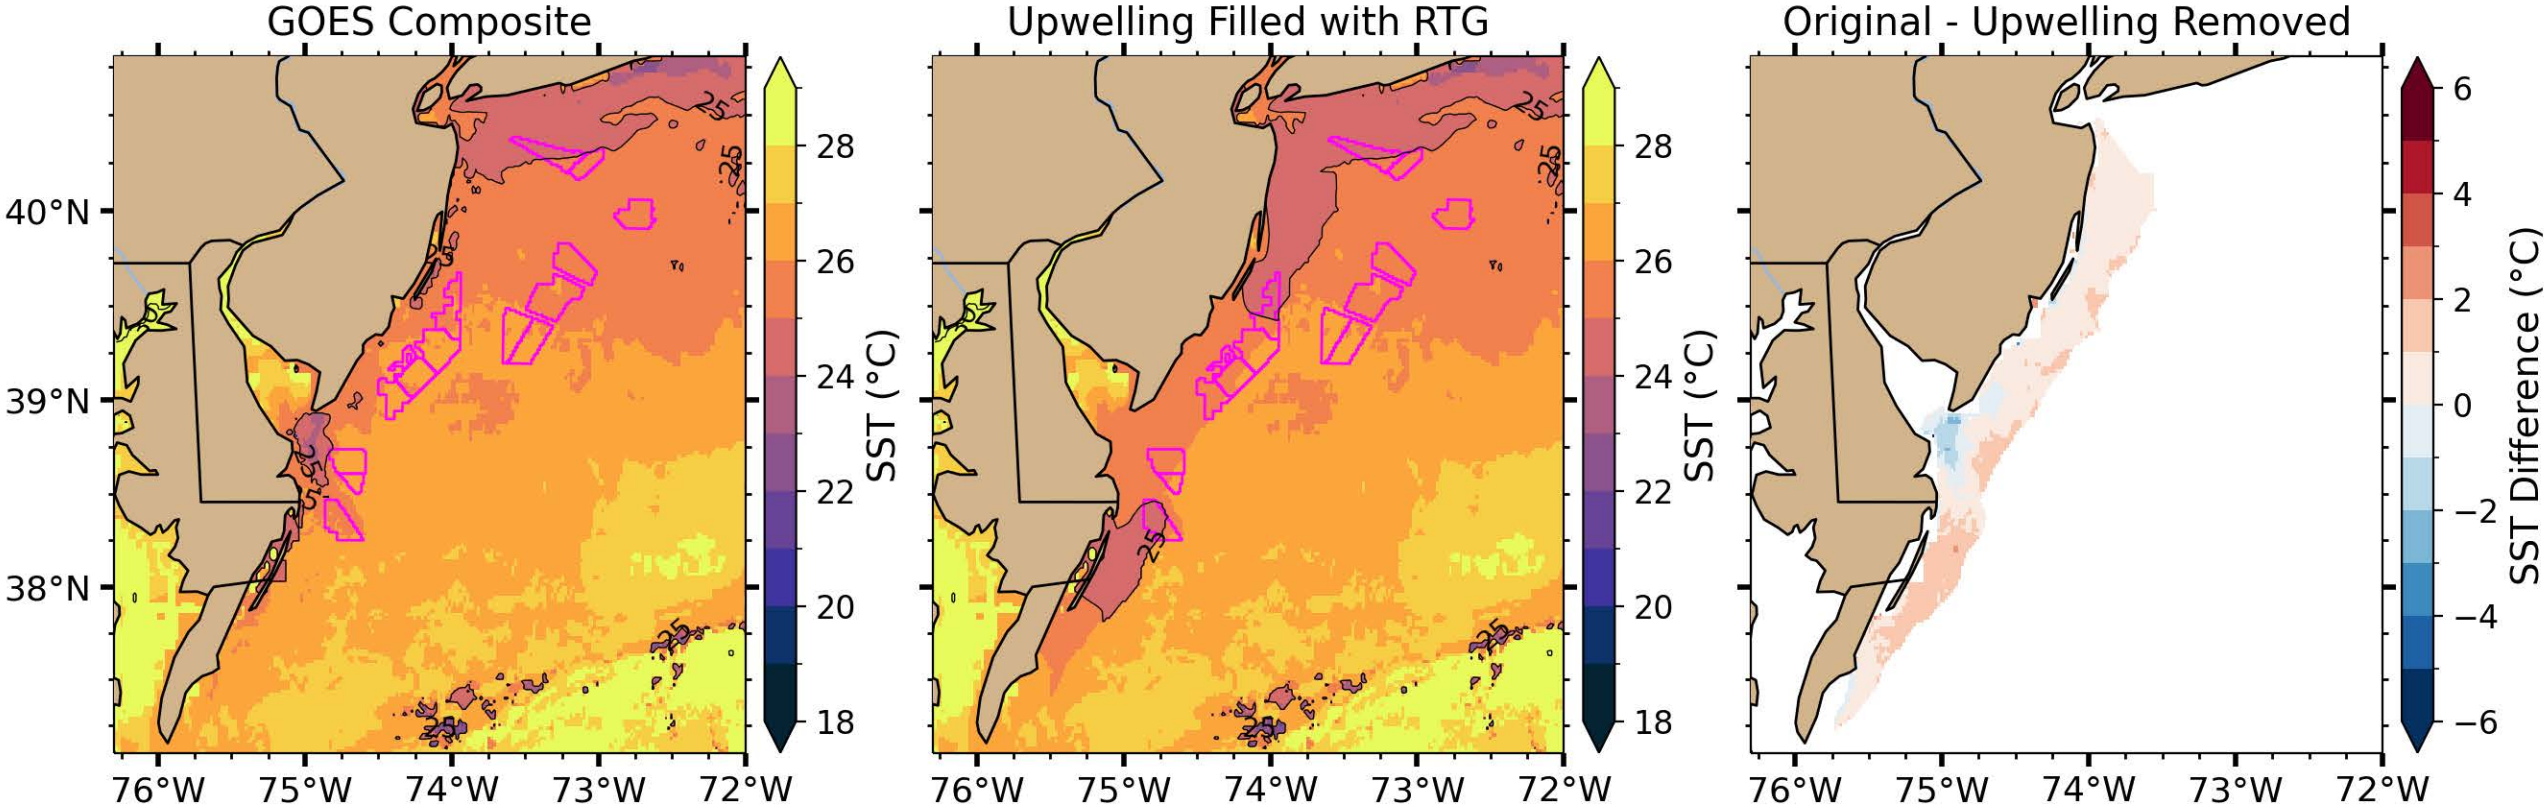 GOES Composite
Upwelling Filled with RTG
Original - Upwelling Removed
40°N
39°N
38°N
76°W 75°W 74°W 73°W 72°W
25
25
25
25
25
28
26
24
22
20
18
SST (°C)
76°W 75°W 74°W 73°W 72°W
25
25
25
25
28
26
24
22
20
18
SST (°C)
76°W 75°W 74°W 73°W 72°W
6
4
2
0
−2
−4
−6
SST Difference (°C)